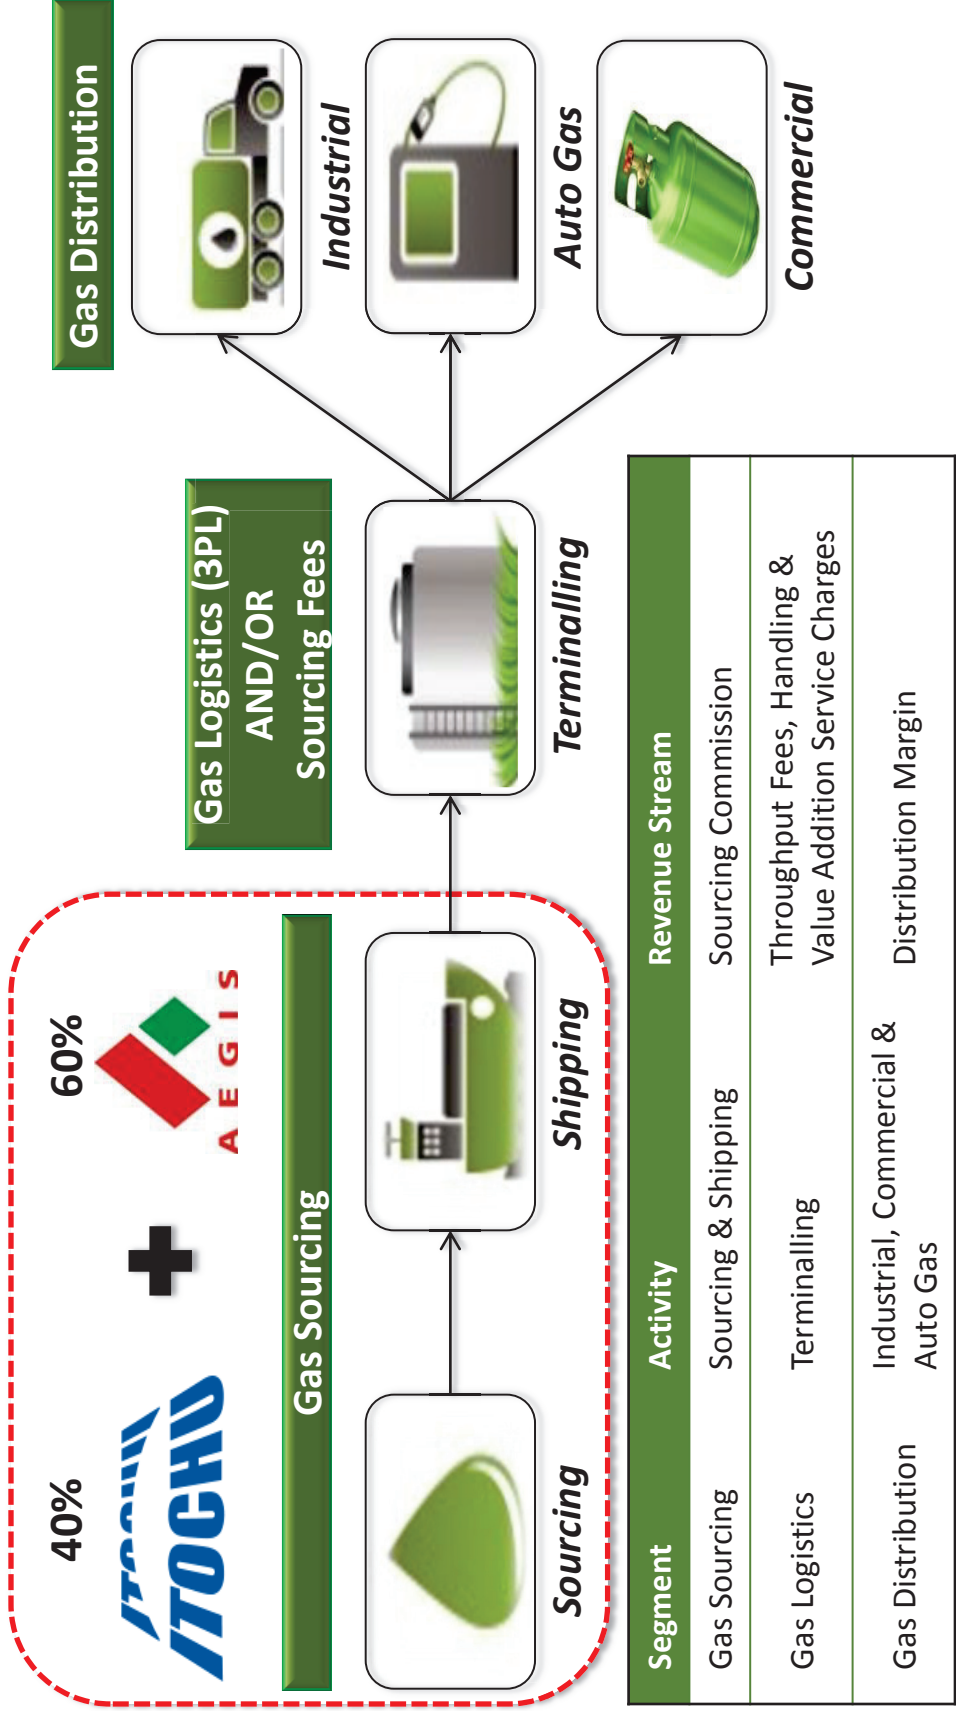 40%
60%
ITOCHU
AEGIS
Gas Sourcing
Gas Logistics (3PL)
AND/OR
Sourcing Fees
Gas Distribution
Sourcing
Shipping
Terminalling
Industrial
Auto Gas
Commercial
Segment Activity Revenue Stream
Gas Sourcing Sourcing & Shipping Sourcing Commission
Gas Logistics Terminalling Throughput Fees, Handling &
Value Addition Service Charges
Gas Distribution Industrial, Commercial & Distribution Margin
Auto Gas